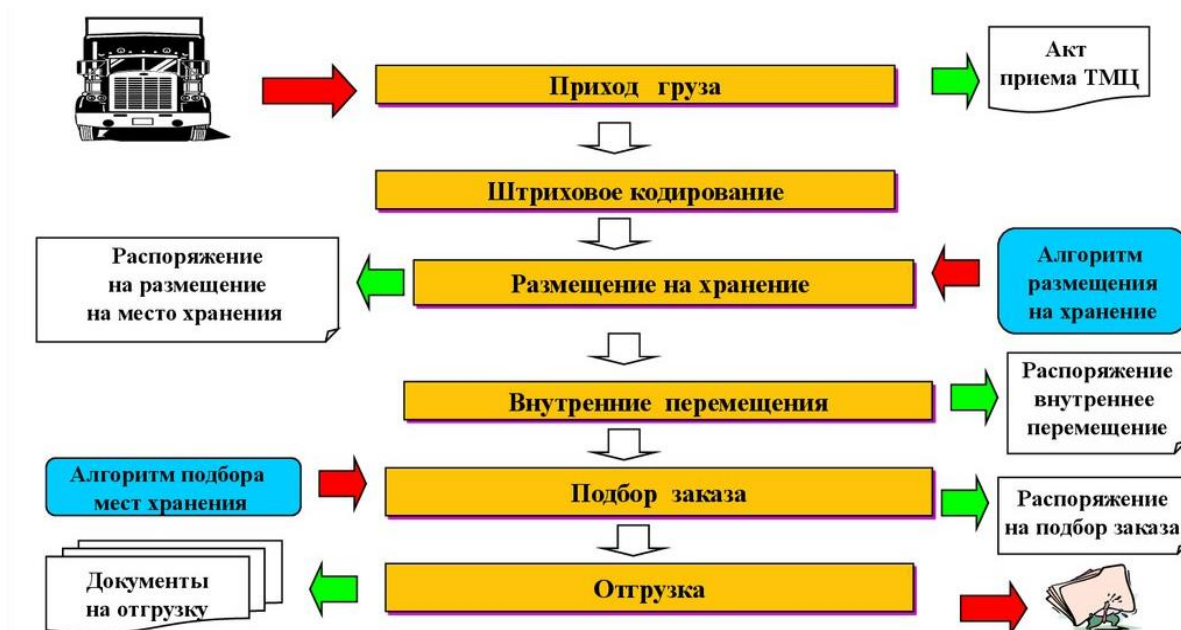 Приход груза
Акт
приема ТМЦ
Штриховое кодирование
Распоряжение
на размещение
на место хранения
Размещение на хранение
Алгоритм
размещения
на хранение
Внутренние перемещения
Распоряжение
внутреннее
перемещение
Алгоритм подбора
мест хранения
Подбор заказа
Распоряжение
на подбор заказа
Документы
на отгрузку
Отгрузка